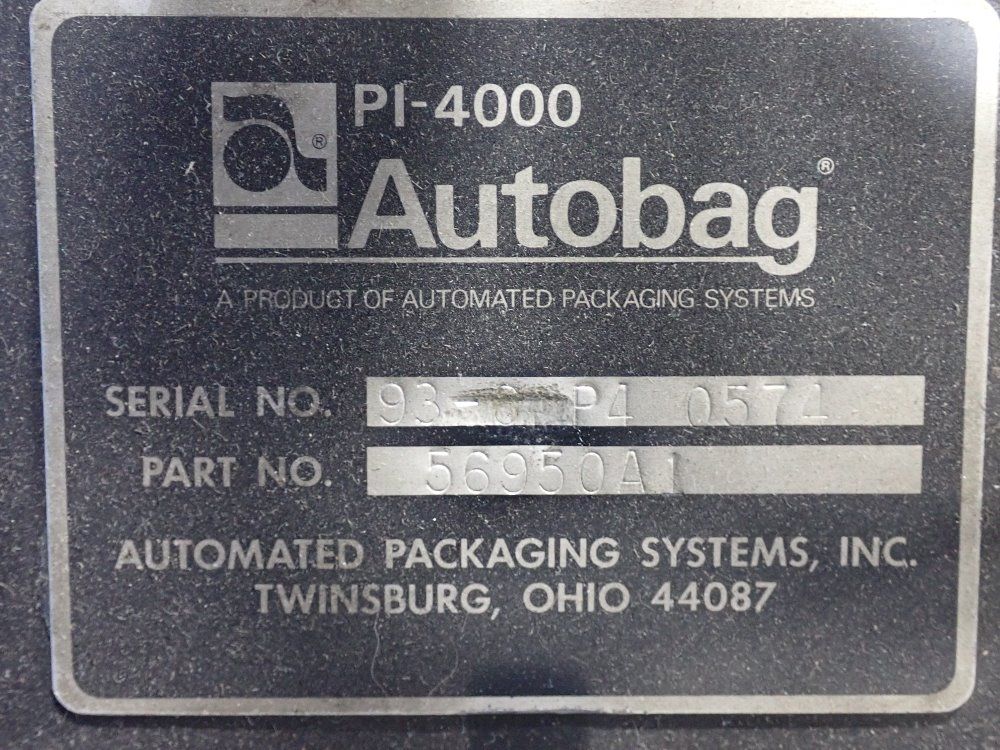 PI-4000
Autobag®
A PRODUCT OF AUTOMATED PACKAGING SYSTEMS
SERIAL NO. P4 0574
PART NO. 56950A1
AUTOMATED PACKAGING SYSTEMS, INC.
TWINSBURG, OHIO 44087